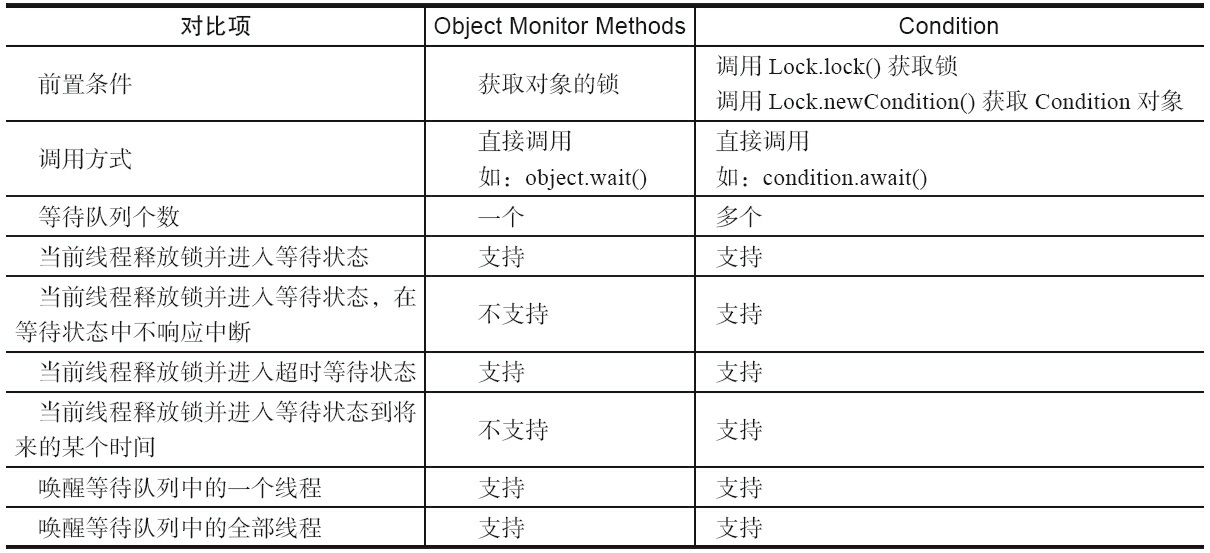 对比项 Object Monitor Methods Condition
前置条件 获取对象的锁 调用 Lock.lock() 获取锁
调用 Lock.newCondition() 获取 Condition 对象
调用方式 直接调用 直接调用
如：object.wait() 如：condition.await()
等待队列个数 一个 多个
当前线程释放锁并进入等待状态 支持 支持
当前线程释放锁并进入等待状态，在
等待状态中不响应中断 不支持 支持
当前线程释放锁并进入超时等待状态 支持 支持
当前线程释放锁并进入等待状态到将
来的某个时间 不支持 支持
唤醒等待队列中的一个线程 支持 支持
唤醒等待队列中的全部线程 支持 支持